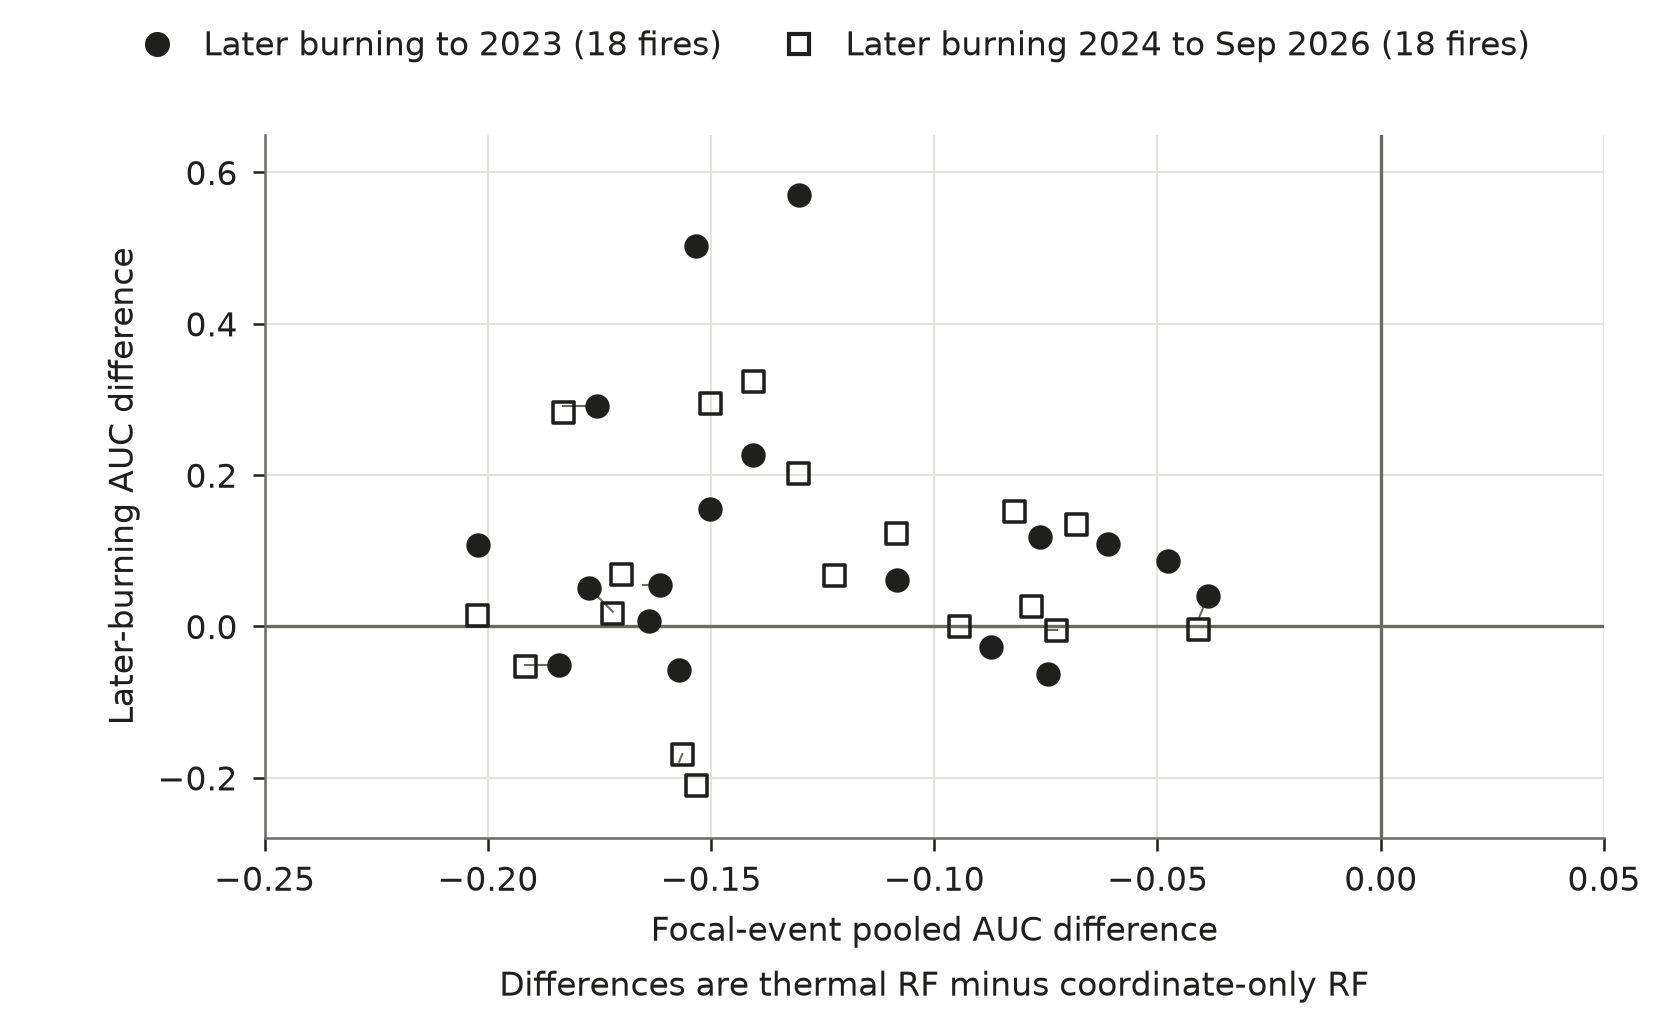 Later burning to 2023 (18 fires)
Later burning 2024 to Sep 2026 (18 fires)
Later-burning AUC difference
0.6
0.4
0.2
0.0
−0.2
−0.25
−0.20
−0.15
−0.10
−0.05
0.00
0.05
Focal-event pooled AUC difference
Differences are thermal RF minus coordinate-only RF